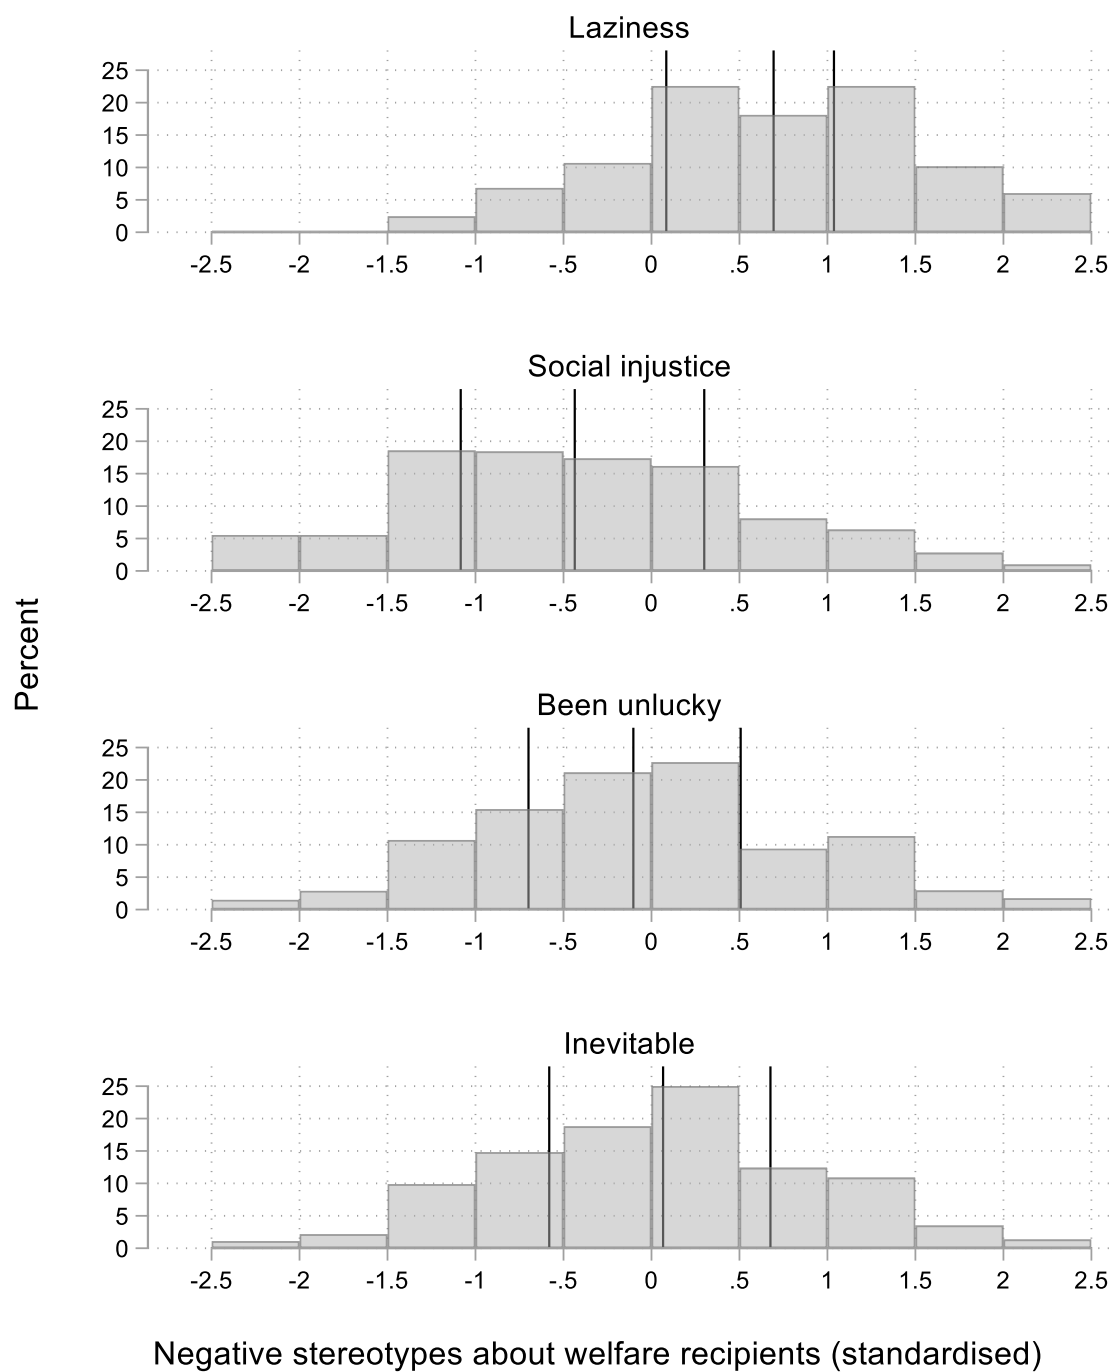 Laziness
25
20
15
10
5
0
-2.5 -2 -1.5 -1 -.5 0 .5 1 1.5 2 2.5
Social injustice
25
20
15
10
5
0
-2.5 -2 -1.5 -1 -.5 0 .5 1 1.5 2 2.5
Percent
Been unlucky
25
20
15
10
5
0
-2.5 -2 -1.5 -1 -.5 0 .5 1 1.5 2 2.5
Inevitable
25
20
15
10
5
0
-2.5 -2 -1.5 -1 -.5 0 .5 1 1.5 2 2.5
Negative stereotypes about welfare recipients (standardised)